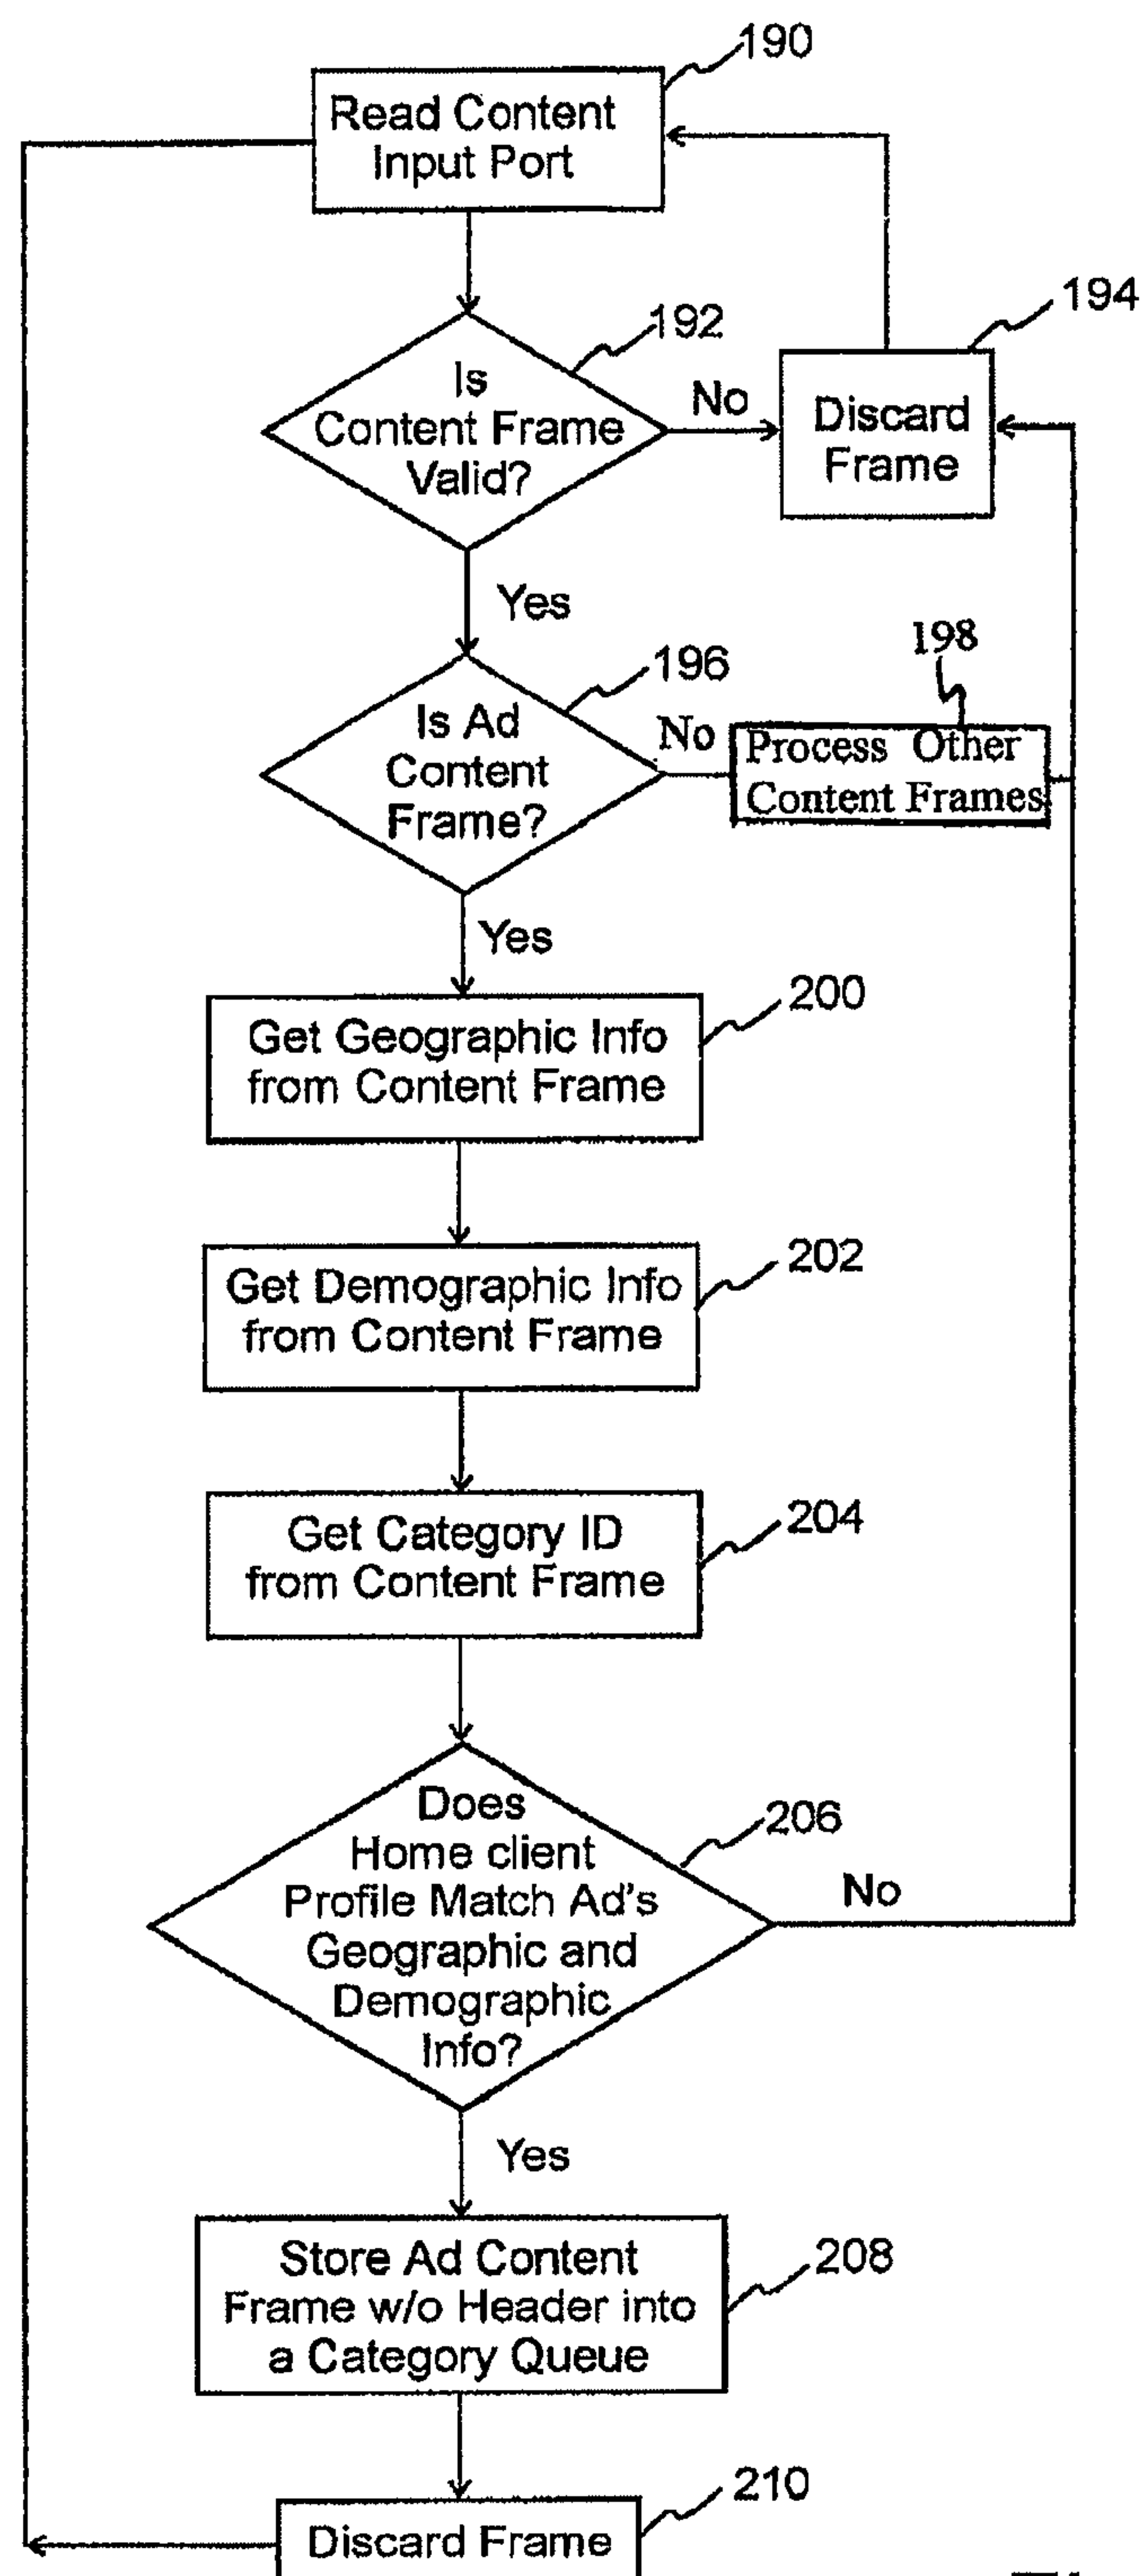 190
Read Content
Input Port
192
194
Is
Content Frame
Valid?
No
Discard
Frame
Yes
198
196
Is Ad
Content
Frame?
No
Process Other
Content Frames
Yes
200
Get Geographic Info
from Content Frame
202
Get Demographic Info
from Content Frame
204
Get Category ID
from Content Frame
206
Does
Home client
Profile Match Ad's
Geographic and
Demographic
Info?
No
Yes
208
Store Ad Content
Frame w/o Header into
a Category Queue
210
Discard Frame